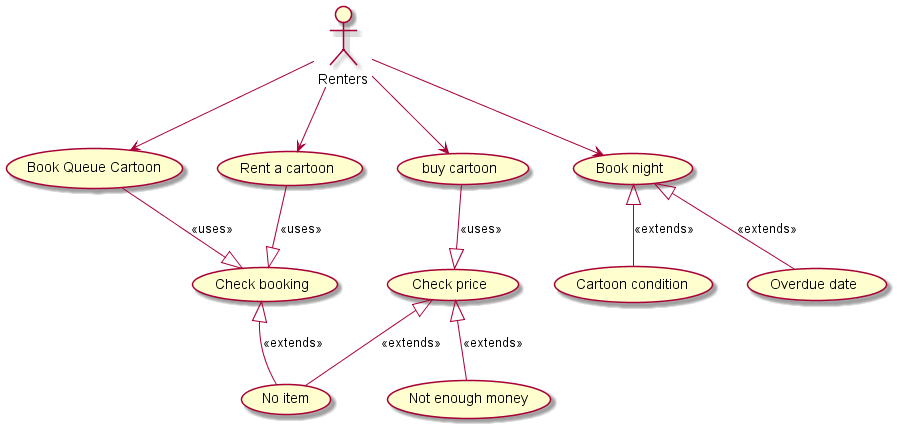 Renters
Book Queue Cartoon
Rent a cartoon
buy cartoon
Book night
«uses»
«uses»
«uses»
«extends»
«extends»
Check booking
Check price
Cartoon condition
Overdue date
«extends»
«extends»
«extends»
No item
Not enough money